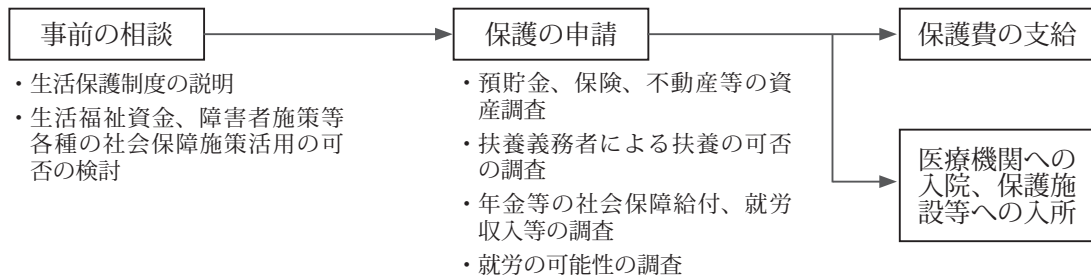 事前の相談
・生活保護制度の説明
・生活福祉資金、障害者施策等
各種の社会保障施策活用の可
否の検討
保護の申請
・預貯金、保険、不動産等の資
産調査
・扶養義務者による扶養の可否
の調査
・年金等の社会保障給付、就労
収入等の調査
・就労の可能性の調査
保護費の支給
医療機関への
入院、保護施
設等への入所